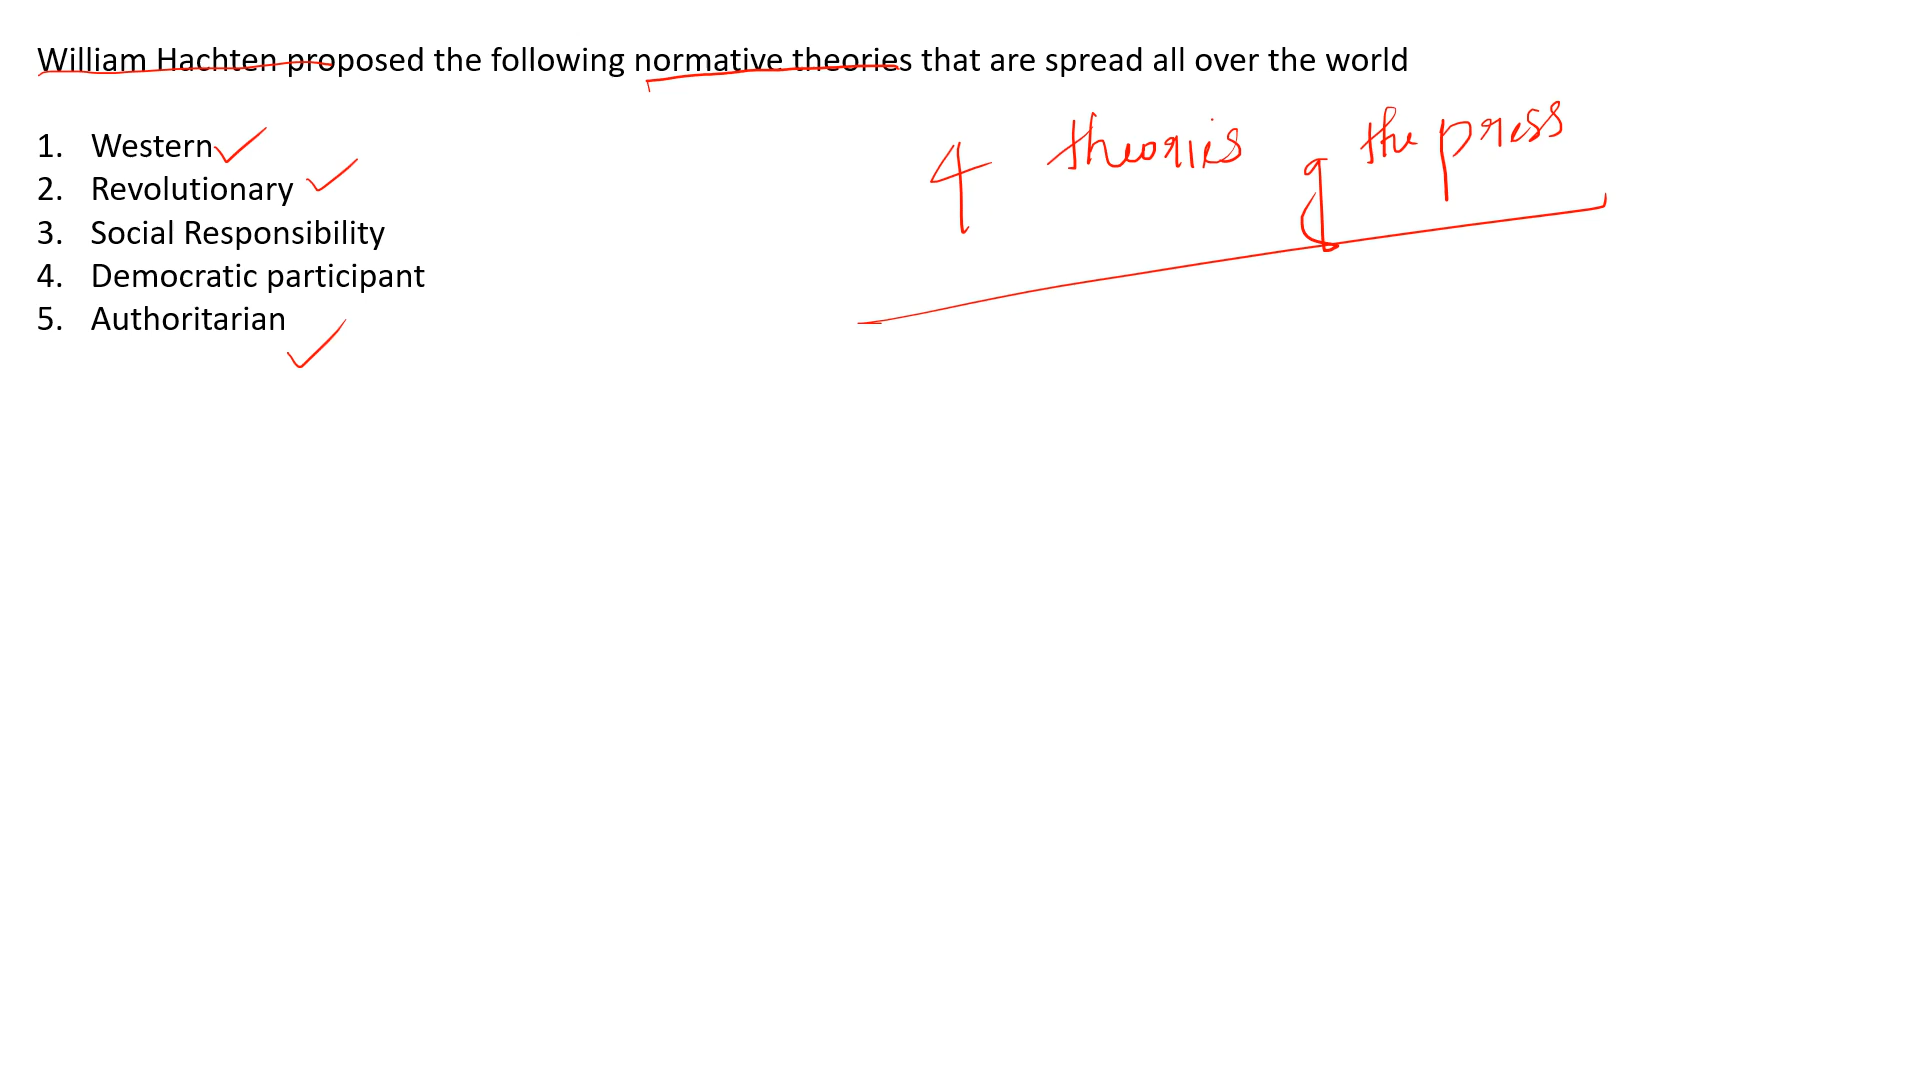 William Hachten proposed the following normative theories that are spread all over the world
4 theories of the press
1. Western
2. Revolutionary
3. Social Responsibility
4. Democratic participant
5. Authoritarian